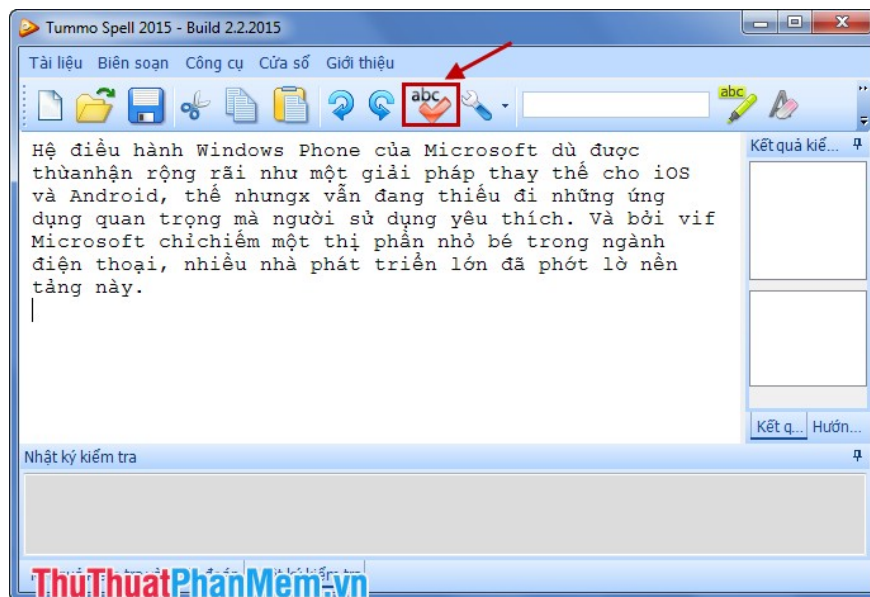 Tummo Spell 2015 - Build 2.2.2015
Tài liệu Biên soạn Công cụ Cửa sổ Giới thiệu
abc
abc
Hệ điều hành Windows Phone của Microsoft dù được
thừanhận rộng rãi như một giải pháp thay thế cho iOS
và Android, thế nhưngx vẫn đang thiếu đi những ứng
dụng quan trọng mà người sử dụng yêu thích. Và bởi vif
Microsoft chỉchiếm một thị phần nhỏ bé trong ngành
điện thoại, nhiều nhà phát triển lớn đã phớt lờ nền
tảng này.
Kết quả kiể...
Kết q... Hướn...
Nhật ký kiểm tra
ThuThuatPhanMem.vn